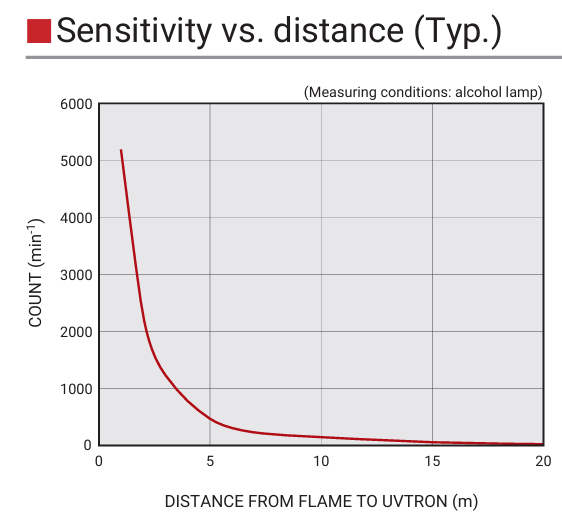 Sensitivity vs. distance (Typ.)
(Measuring conditions: alcohol lamp)
6000
5000
4000
3000
2000
1000
0
COUNT (min⁻¹)
0 5 10 15 20
DISTANCE FROM FLAME TO UVTRON (m)